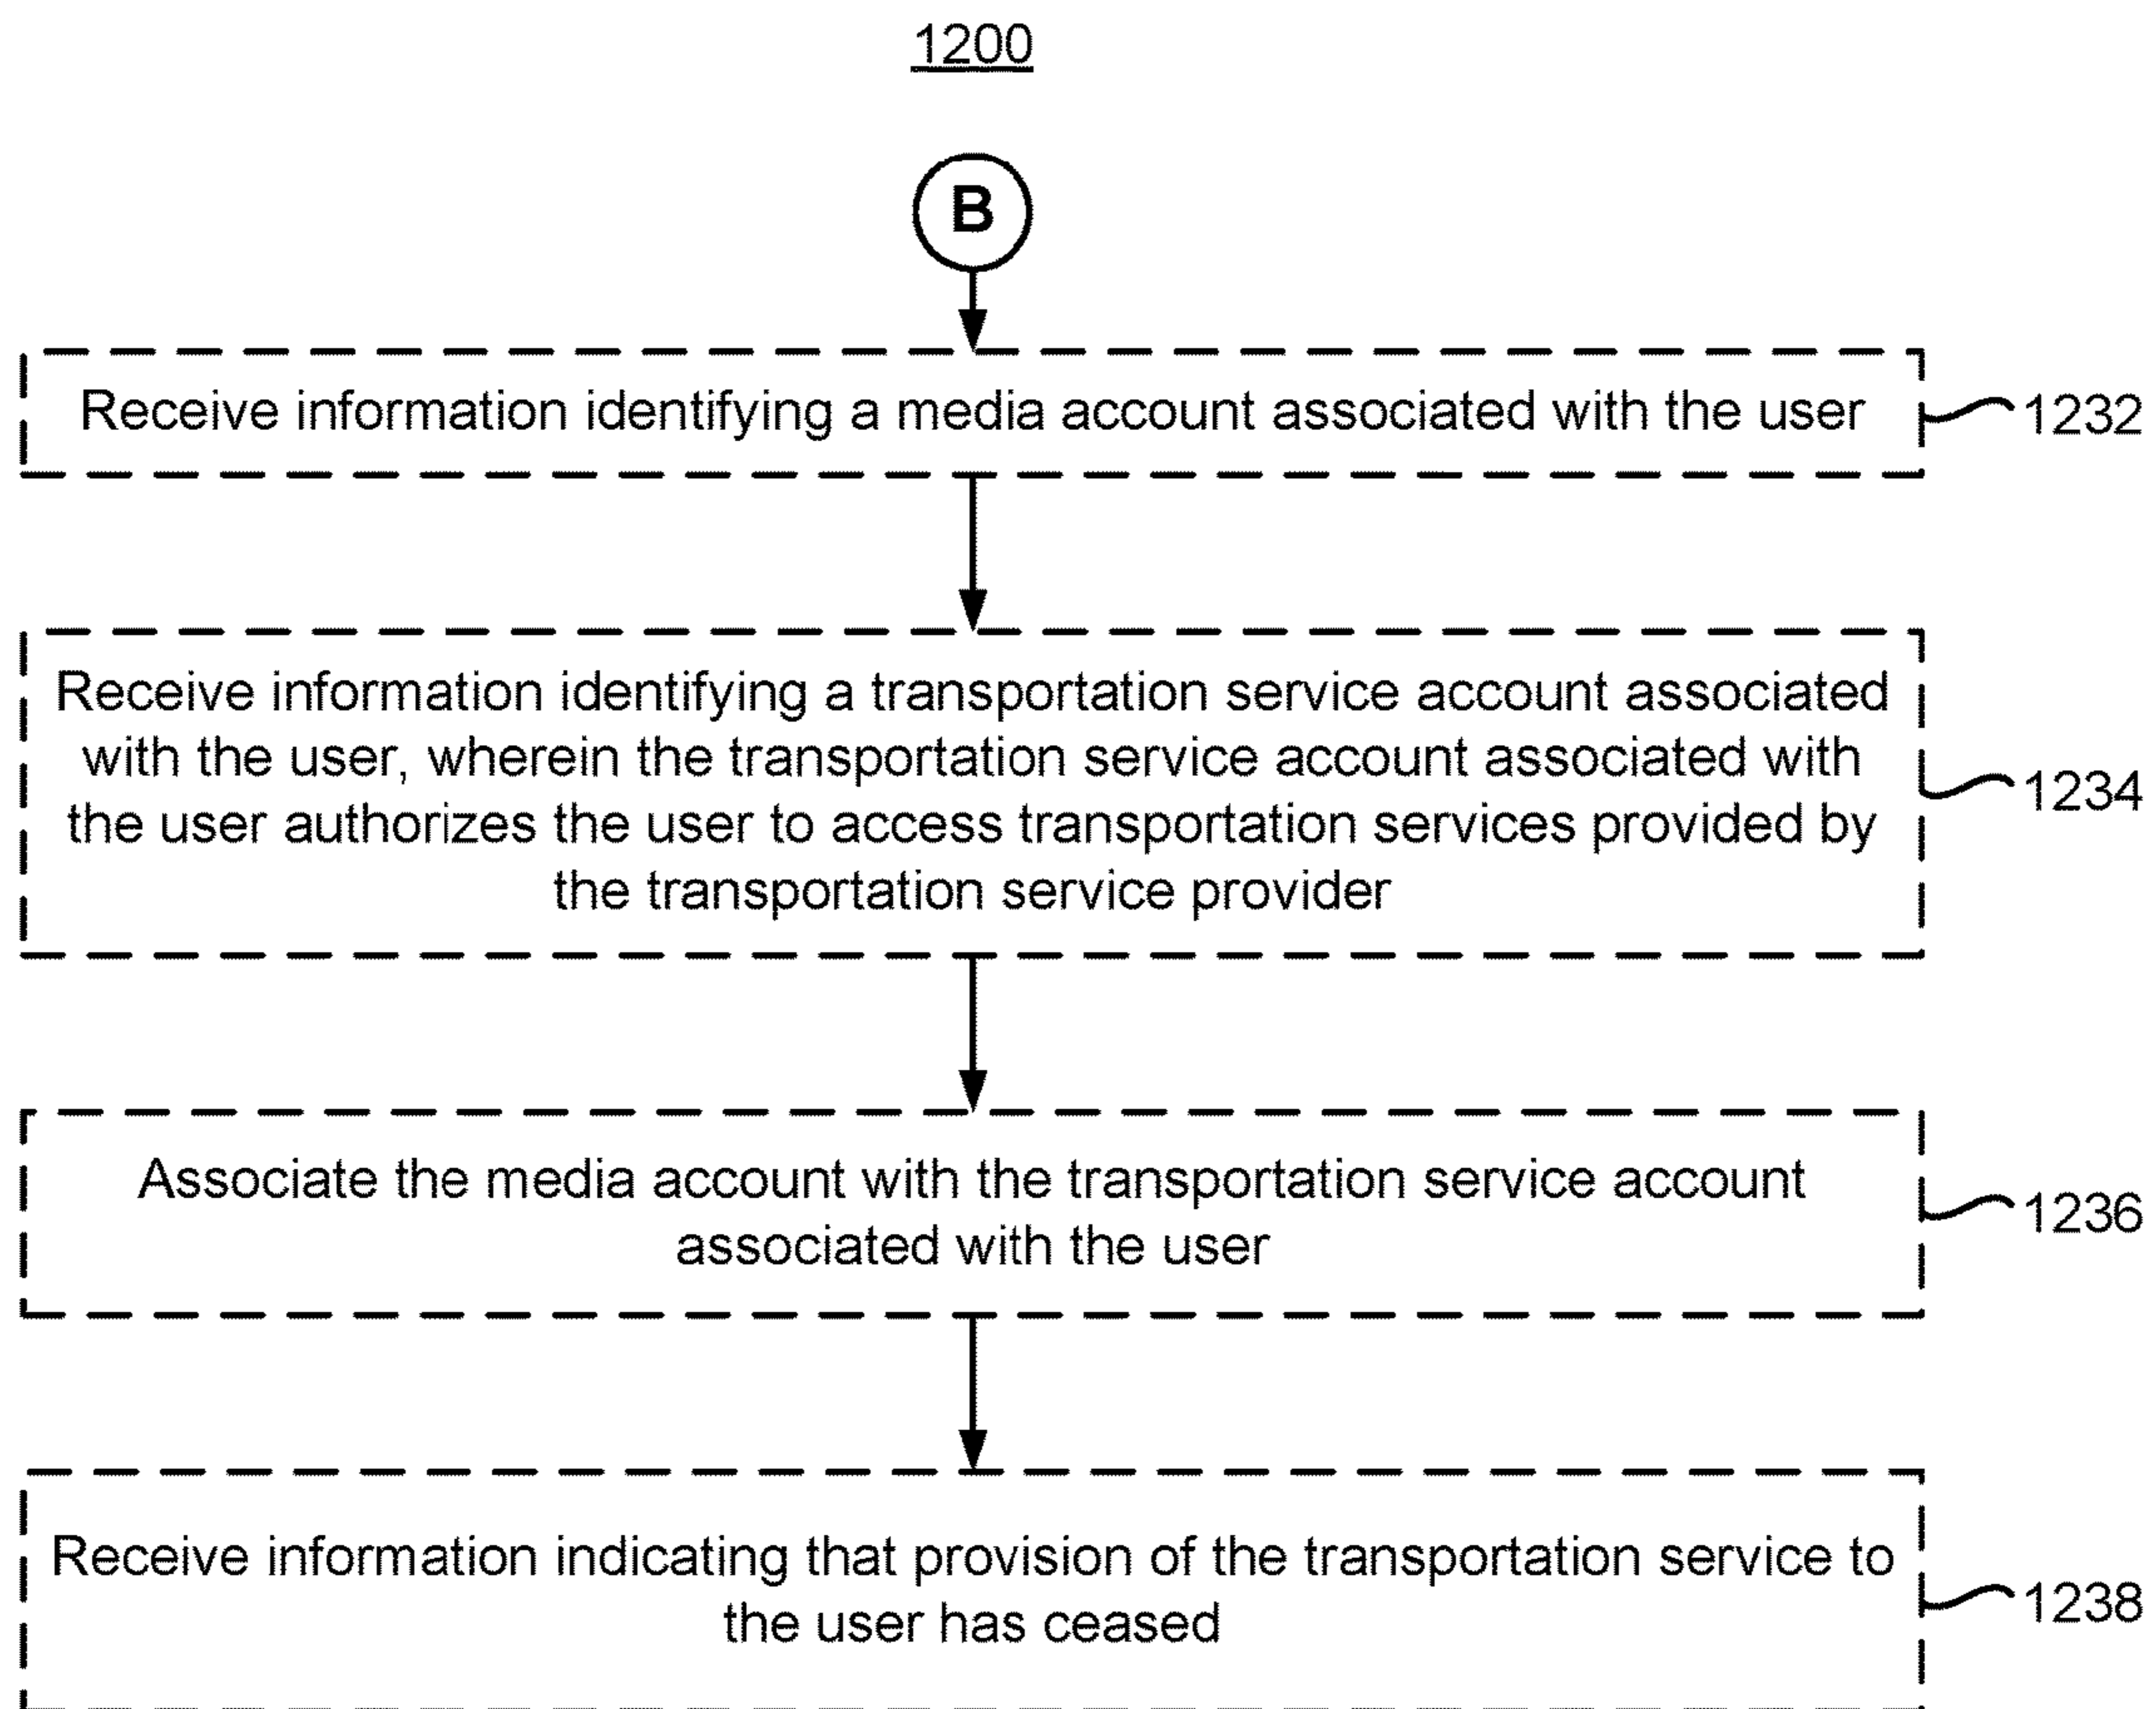 1200
B
Receive information identifying a media account associated with the user
1232
Receive information identifying a transportation service account associated
with the user, wherein the transportation service account associated with
the user authorizes the user to access transportation services provided by
the transportation service provider
1234
Associate the media account with the transportation service account
associated with the user
1236
Receive information indicating that provision of the transportation service to
the user has ceased
1238